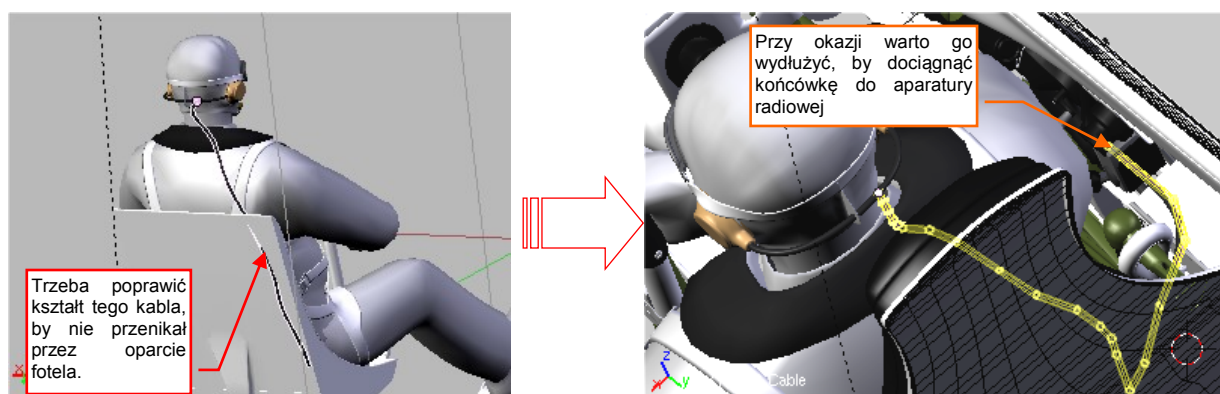 Trzeba poprawić
kształt tego kabla,
by nie przenikał
przez oparcie
fotela.
Przy okazji warto go
wydłużyć, by dociągnąć
końcówkę do aparatury
radiowej
z
x y
Cable